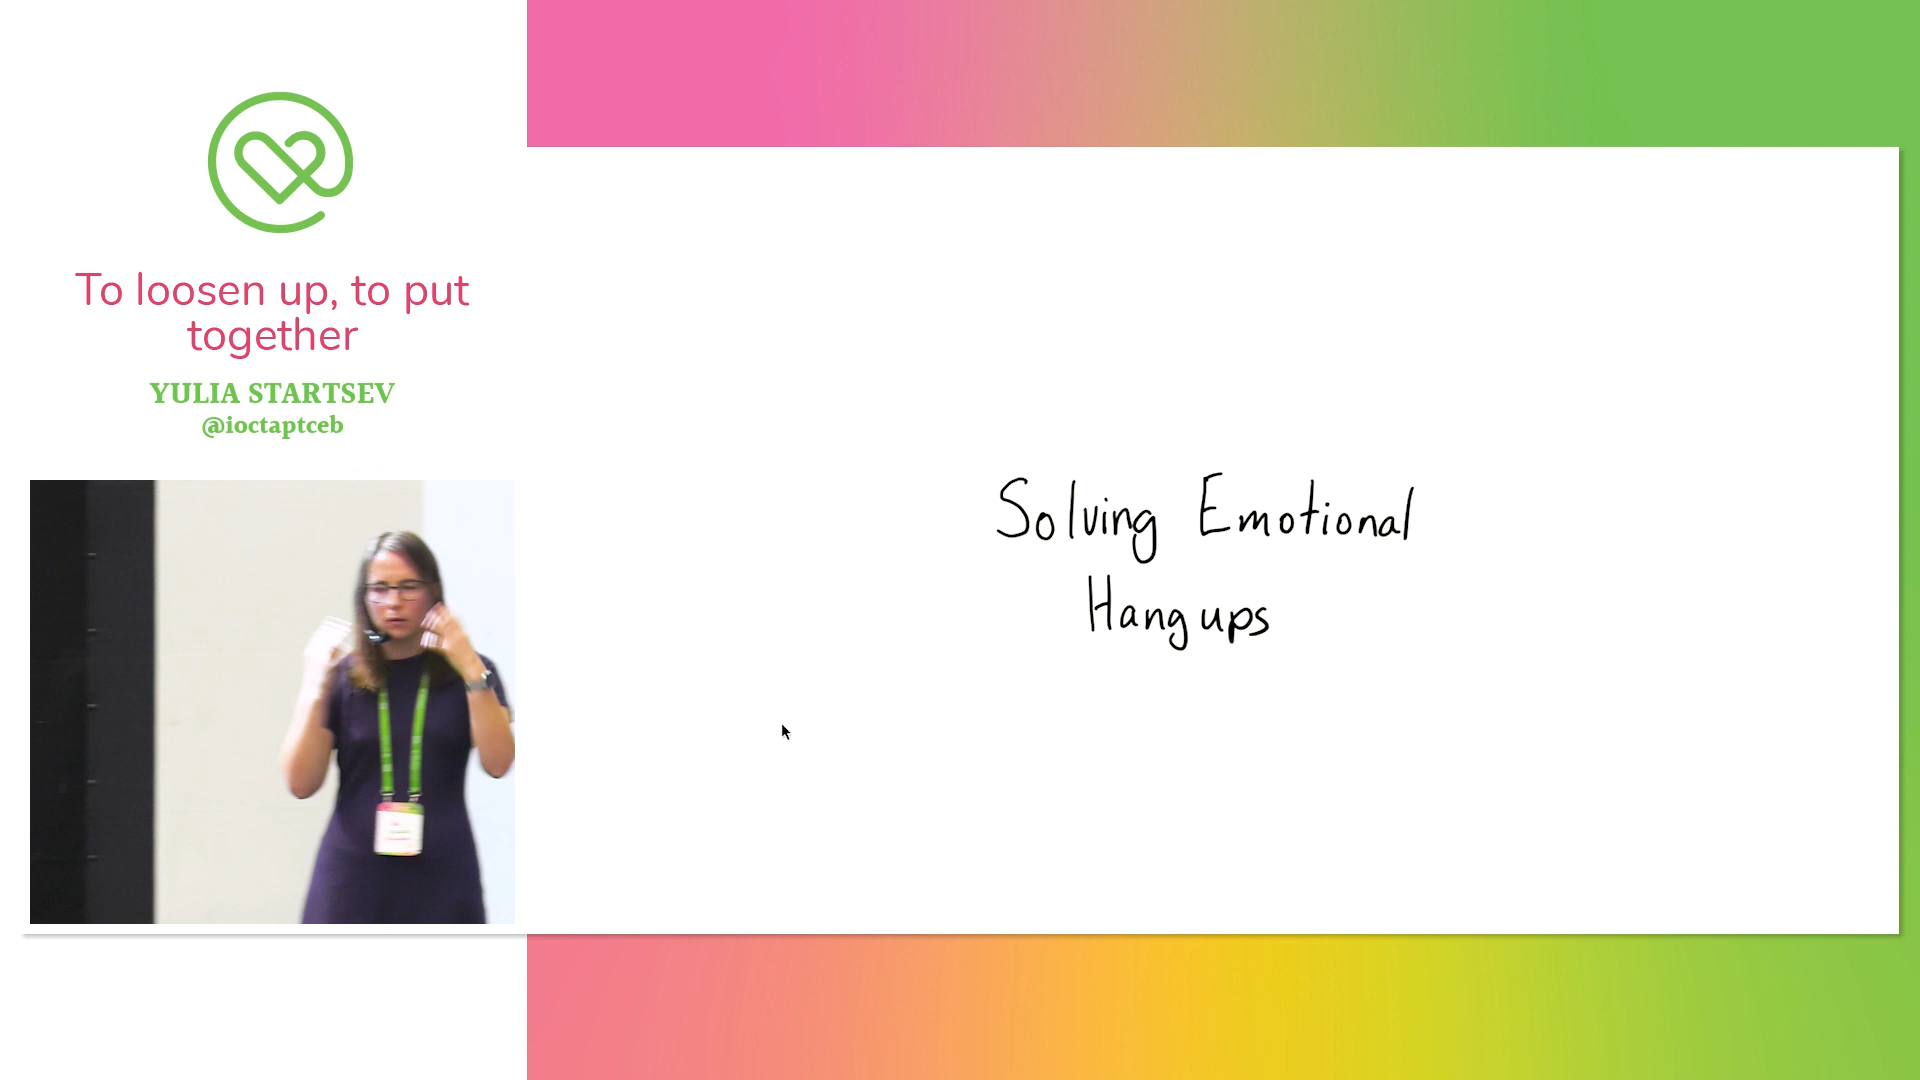 To loosen up, to put
together
YULIA STARTSEV
@ioctaptceb
Solving Emotional
Hangups